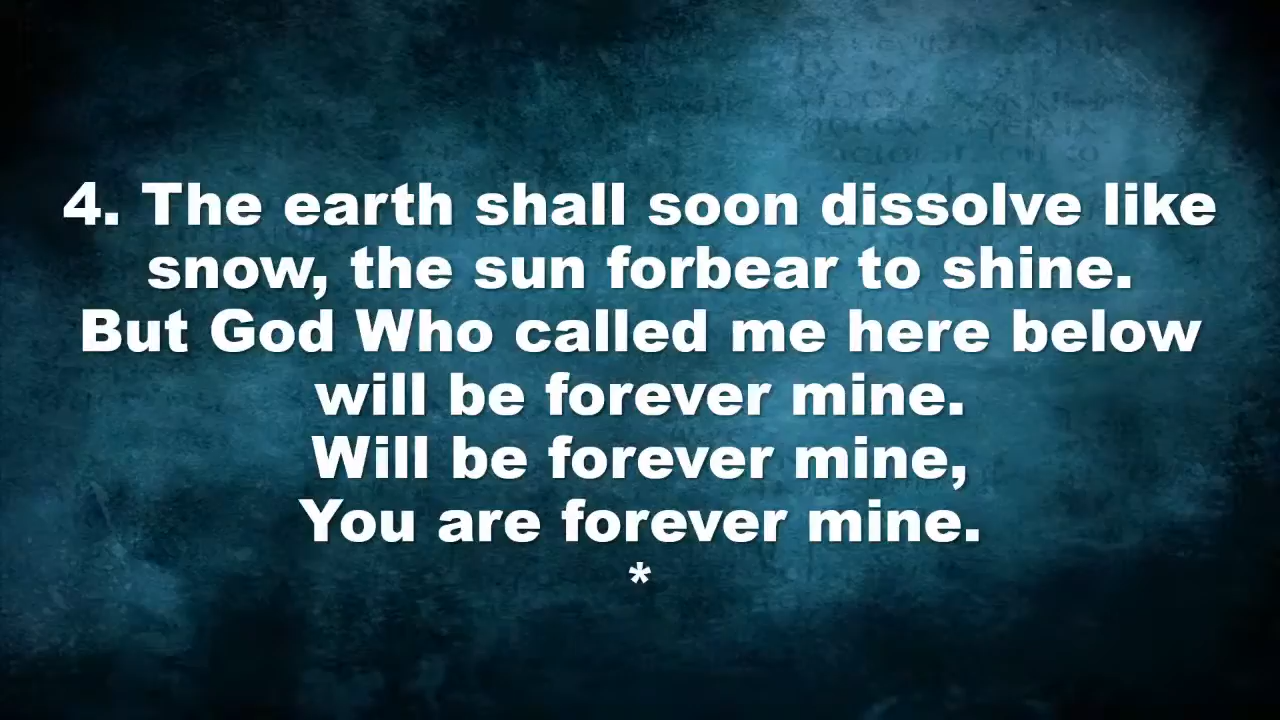 4. The earth shall soon dissolve like
snow, the sun forbear to shine.
But God Who called me here below
will be forever mine.
Will be forever mine,
You are forever mine.
*